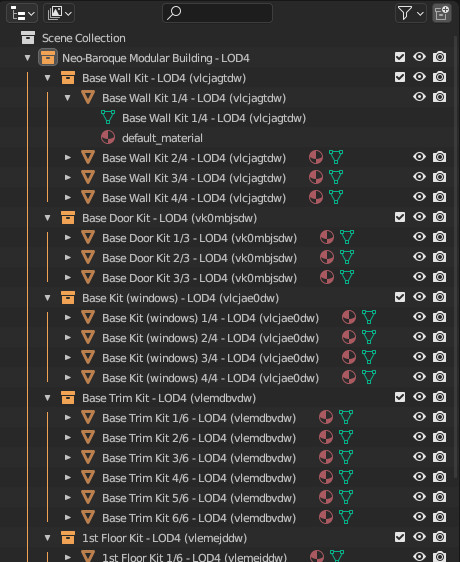 Scene Collection
Neo-Baroque Modular Building - LOD4
Base Wall Kit - LOD4 (vlcjagtdw)
Base Wall Kit 1/4 - LOD4 (vlcjagtdw)
Base Wall Kit 1/4 - LOD4 (vlcjagtdw)
default_material
Base Wall Kit 2/4 - LOD4 (vlcjagtdw)
Base Wall Kit 3/4 - LOD4 (vlcjagtdw)
Base Wall Kit 4/4 - LOD4 (vlcjagtdw)
Base Door Kit - LOD4 (vk0mbjsdw)
Base Door Kit 1/3 - LOD4 (vk0mbjsdw)
Base Door Kit 2/3 - LOD4 (vk0mbjsdw)
Base Door Kit 3/3 - LOD4 (vk0mbjsdw)
Base Kit (windows) - LOD4 (vlcjae0dw)
Base Kit (windows) 1/4 - LOD4 (vlcjae0dw)
Base Kit (windows) 2/4 - LOD4 (vlcjae0dw)
Base Kit (windows) 3/4 - LOD4 (vlcjae0dw)
Base Kit (windows) 4/4 - LOD4 (vlcjae0dw)
Base Trim Kit - LOD4 (vlemdbvdw)
Base Trim Kit 1/6 - LOD4 (vlemdbvdw)
Base Trim Kit 2/6 - LOD4 (vlemdbvdw)
Base Trim Kit 3/6 - LOD4 (vlemdbvdw)
Base Trim Kit 4/6 - LOD4 (vlemdbvdw)
Base Trim Kit 5/6 - LOD4 (vlemdbvdw)
Base Trim Kit 6/6 - LOD4 (vlemdbvdw)
1st Floor Kit - LOD4 (vlemejddw)
1st Floor Kit 1/6 - LOD4 (vlemejddw)